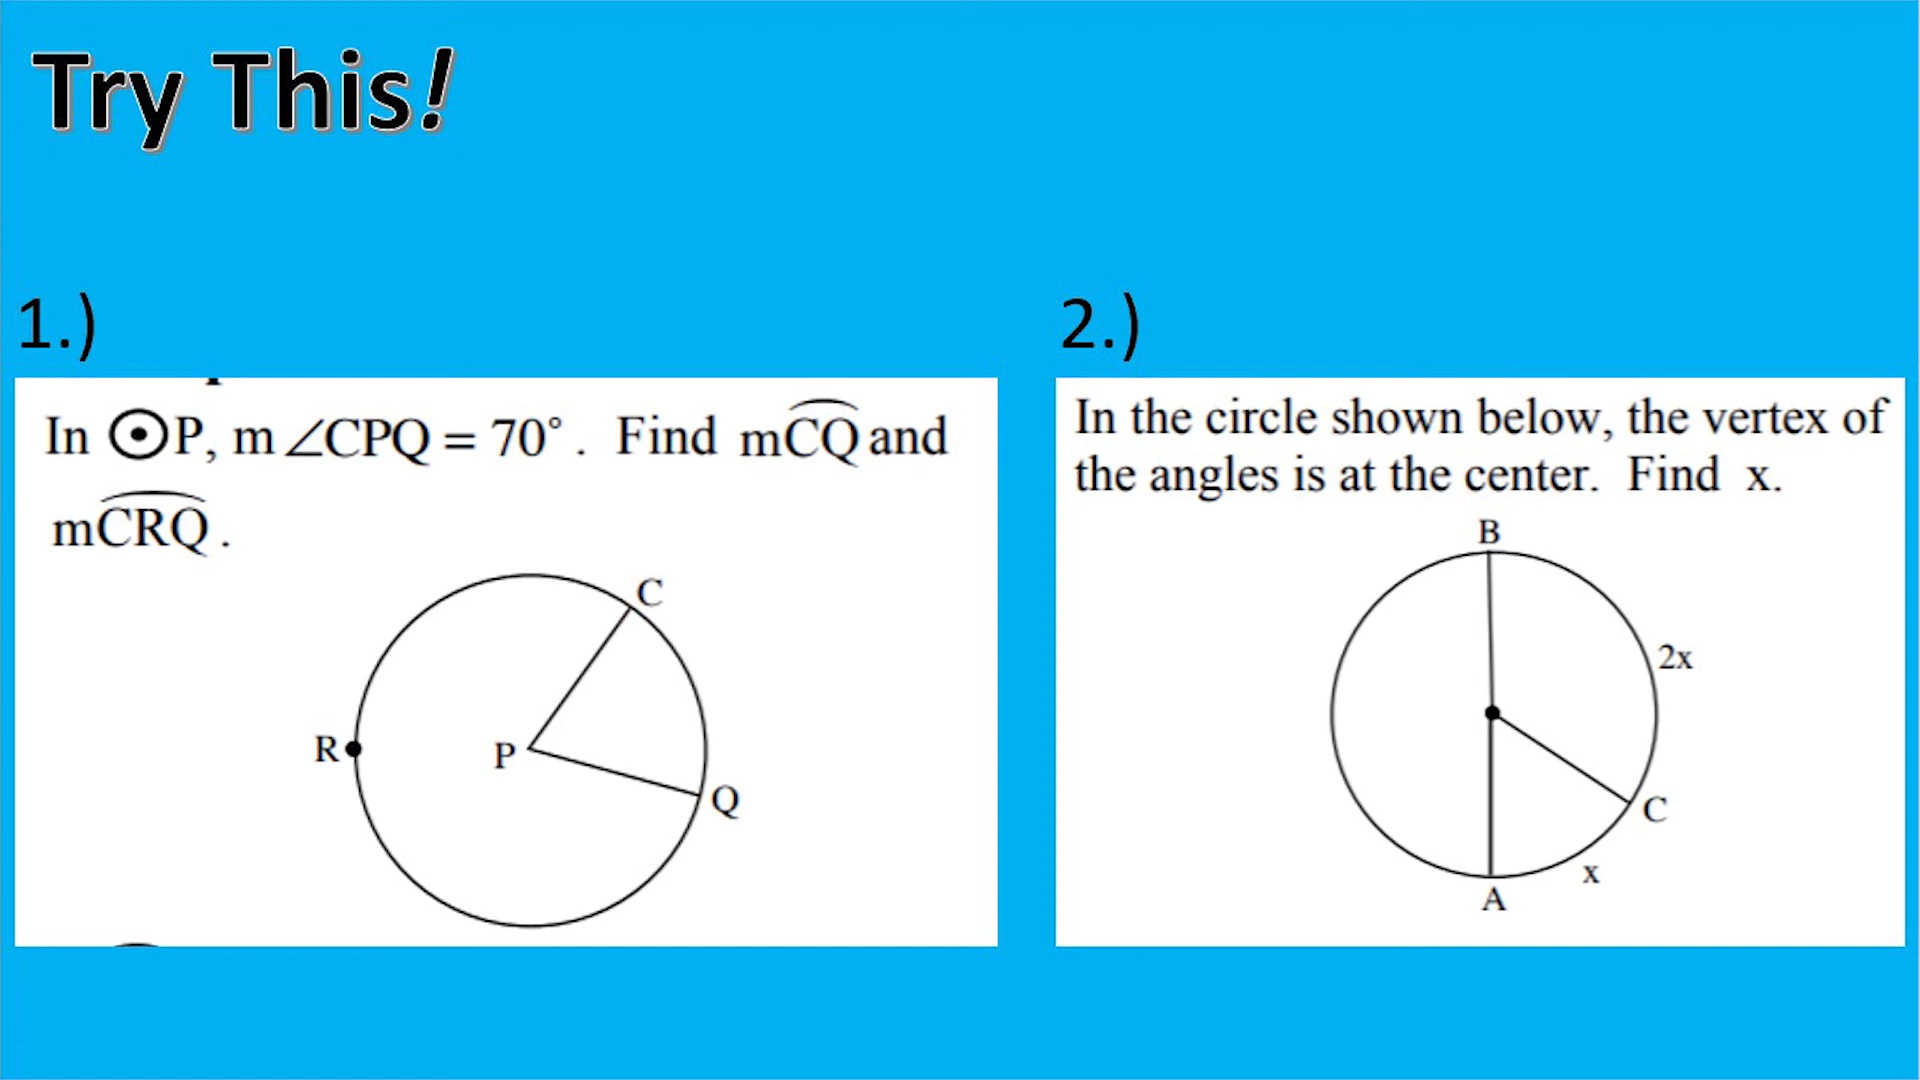 Try This!
1.)
In ⊙P, m∠CPQ = 70°. Find mCQ and
mCRQ.
C
R
P
Q
2.)
In the circle shown below, the vertex of
the angles is at the center. Find x.
B
2x
C
x
A